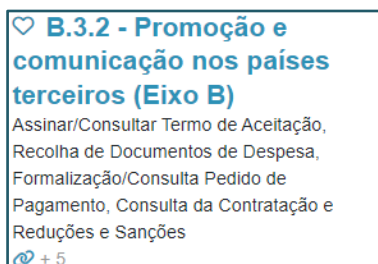 B.3.2 - Promoção e
comunicação nos países
terceiros (Eixo B)
Assinar/Consultar Termo de Aceitação,
Recolha de Documentos de Despesa,
Formalização/Consulta Pedido de
Pagamento, Consulta da Contratação e
Reduções e Sanções
+ 5